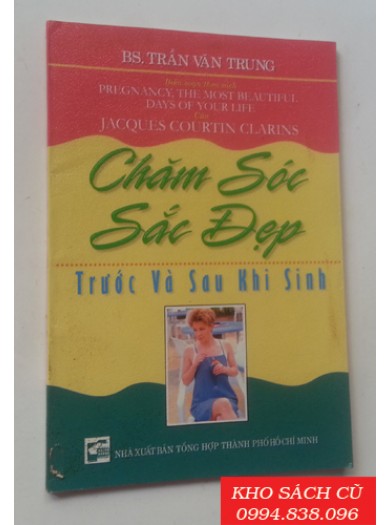 BS. TRẦN VĂN TRUNG
PREGNANCY, THE MOST BEAUTIFUL
DAYS OF YOUR LIFE
Của
JACQUES COURTIN CLARINS
Chăm Sóc
Sắc Đẹp
Trước Và Sau Khi Sinh
NHÀ XUẤT BẢN TỔNG HỢP THÀNH PHỐ HỒ CHÍ MINH
KHO SÁCH CŨ
0994.838.096